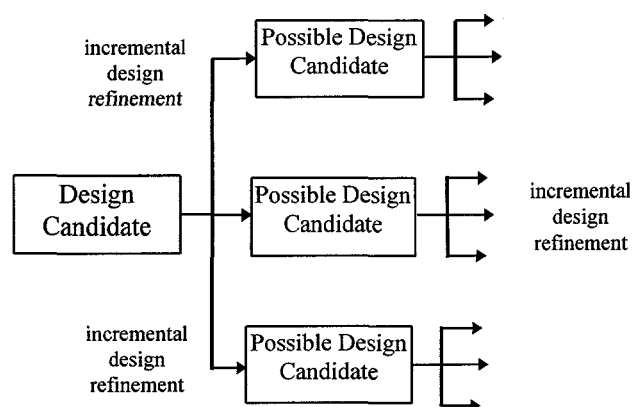 incremental
design
refinement
Possible Design
Candidate
Design
Candidate
Possible Design
Candidate
incremental
design
refinement
incremental
design
refinement
Possible Design
Candidate